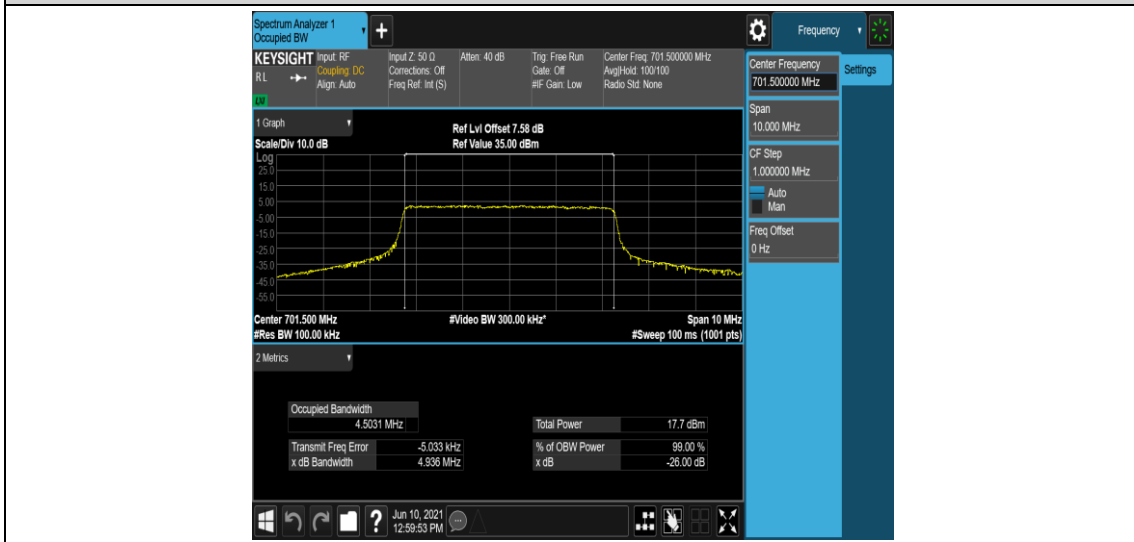 Spectrum Analyzer 1
Occupied BW
+
Frequency
KEYSIGHT
RL
LXI
Input: RF
Coupling: DC
Align: Auto
Input Z: 50 Ω
Corrections: Off
Freq Ref: Int (S)
Atten: 40 dB
Trig: Free Run
Gate: Off
#IF Gain: Low
Center Freq: 701.500000 MHz
Avg|Hold: 100/100
Radio Std: None
Center Frequency
701.500000 MHz
Settings
Span
10.000 MHz
CF Step
1.000000 MHz
Auto
Man
Freq Offset
0 Hz
1 Graph
Scale/Div 10.0 dB
Ref Lvl Offset 7.58 dB
Ref Value 35.00 dBm
Log
25.0
15.0
5.00
-5.00
-15.0
-25.0
-35.0
-45.0
-55.0
Center 701.500 MHz
#Video BW 300.00 kHz*
Span 10 MHz
#Res BW 100.00 kHz
#Sweep 100 ms (1001 pts)
2 Metrics
Occupied Bandwidth
4.5031 MHz
Total Power 17.7 dBm
Transmit Freq Error -5.033 kHz
% of OBW Power 99.00 %
x dB Bandwidth 4.936 MHz
x dB -26.00 dB
?
Jun 10, 2021
12:59:53 PM